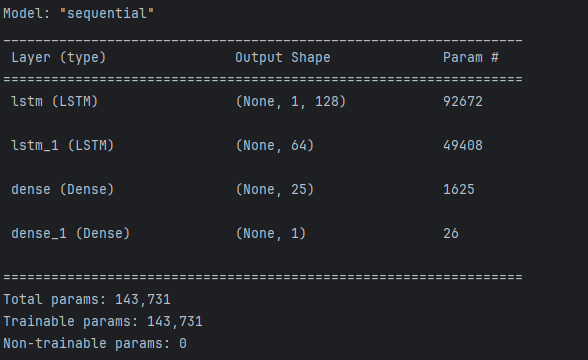 Model: "sequential"
_________________________________________________________________
Layer (type) Output Shape Param #
=================================================================
lstm (LSTM) (None, 1, 128) 92672
lstm_1 (LSTM) (None, 64) 49408
dense (Dense) (None, 25) 1625
dense_1 (Dense) (None, 1) 26
=================================================================
Total params: 143,731
Trainable params: 143,731
Non-trainable params: 0